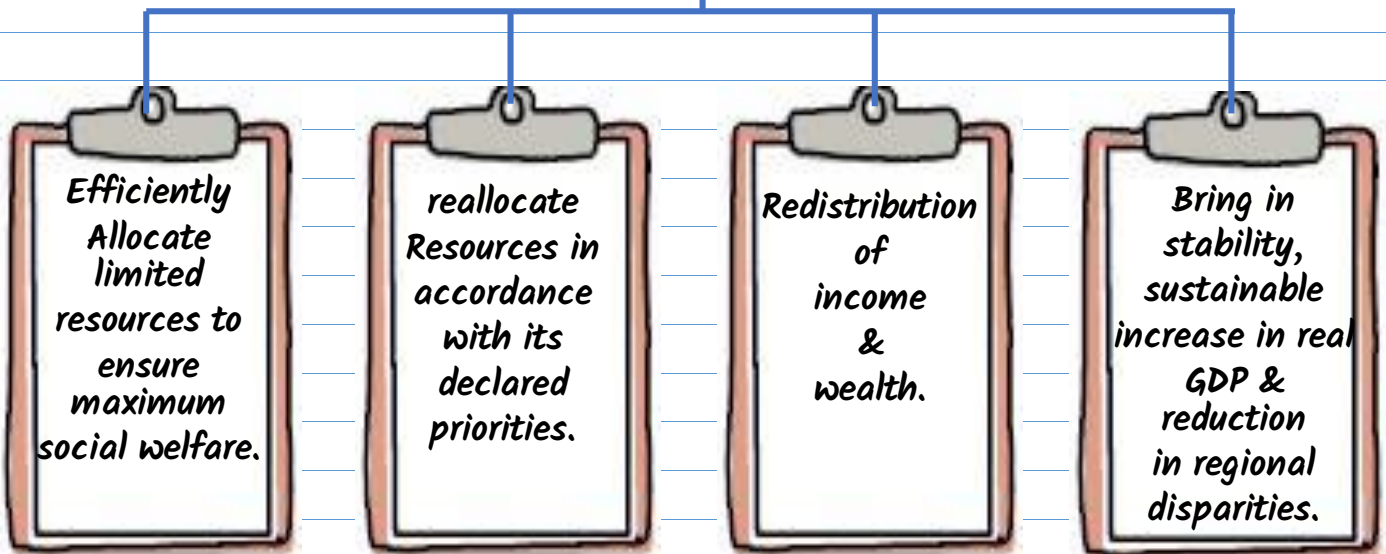 Efficiently
Allocate
limited
resources to
ensure
maximum
social welfare.
reallocate
Resources in
accordance
with its
declared
priorities.
Redistribution
of
income
&
wealth.
Bring in
stability,
sustainable
increase in real
GDP &
reduction
in regional
disparities.